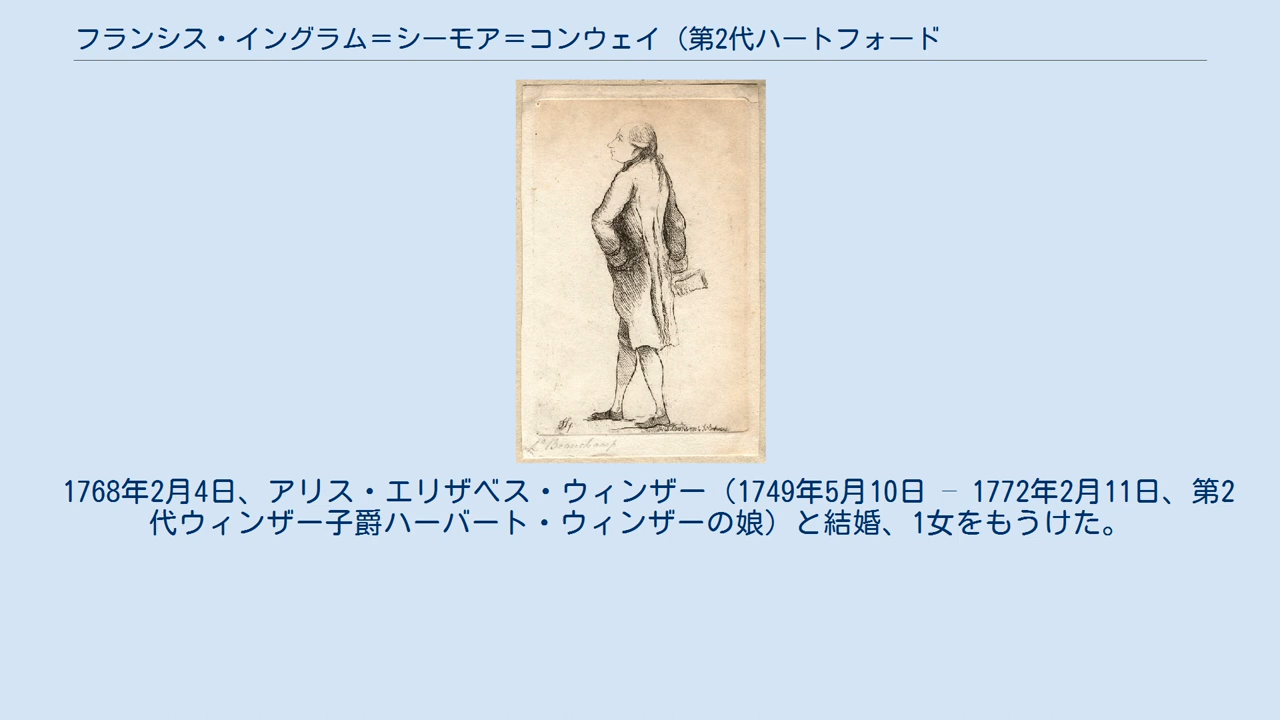 フランシス・イングラム＝シーモア＝コンウェイ（第2代ハートフォード
Ld Beauchamp
1768年2月4日、アリス・エリザベス・ウィンザー（1749年5月10日 – 1772年2月11日、第2
代ウィンザー子爵ハーバート・ウィンザーの娘）と結婚、1女をもうけた。